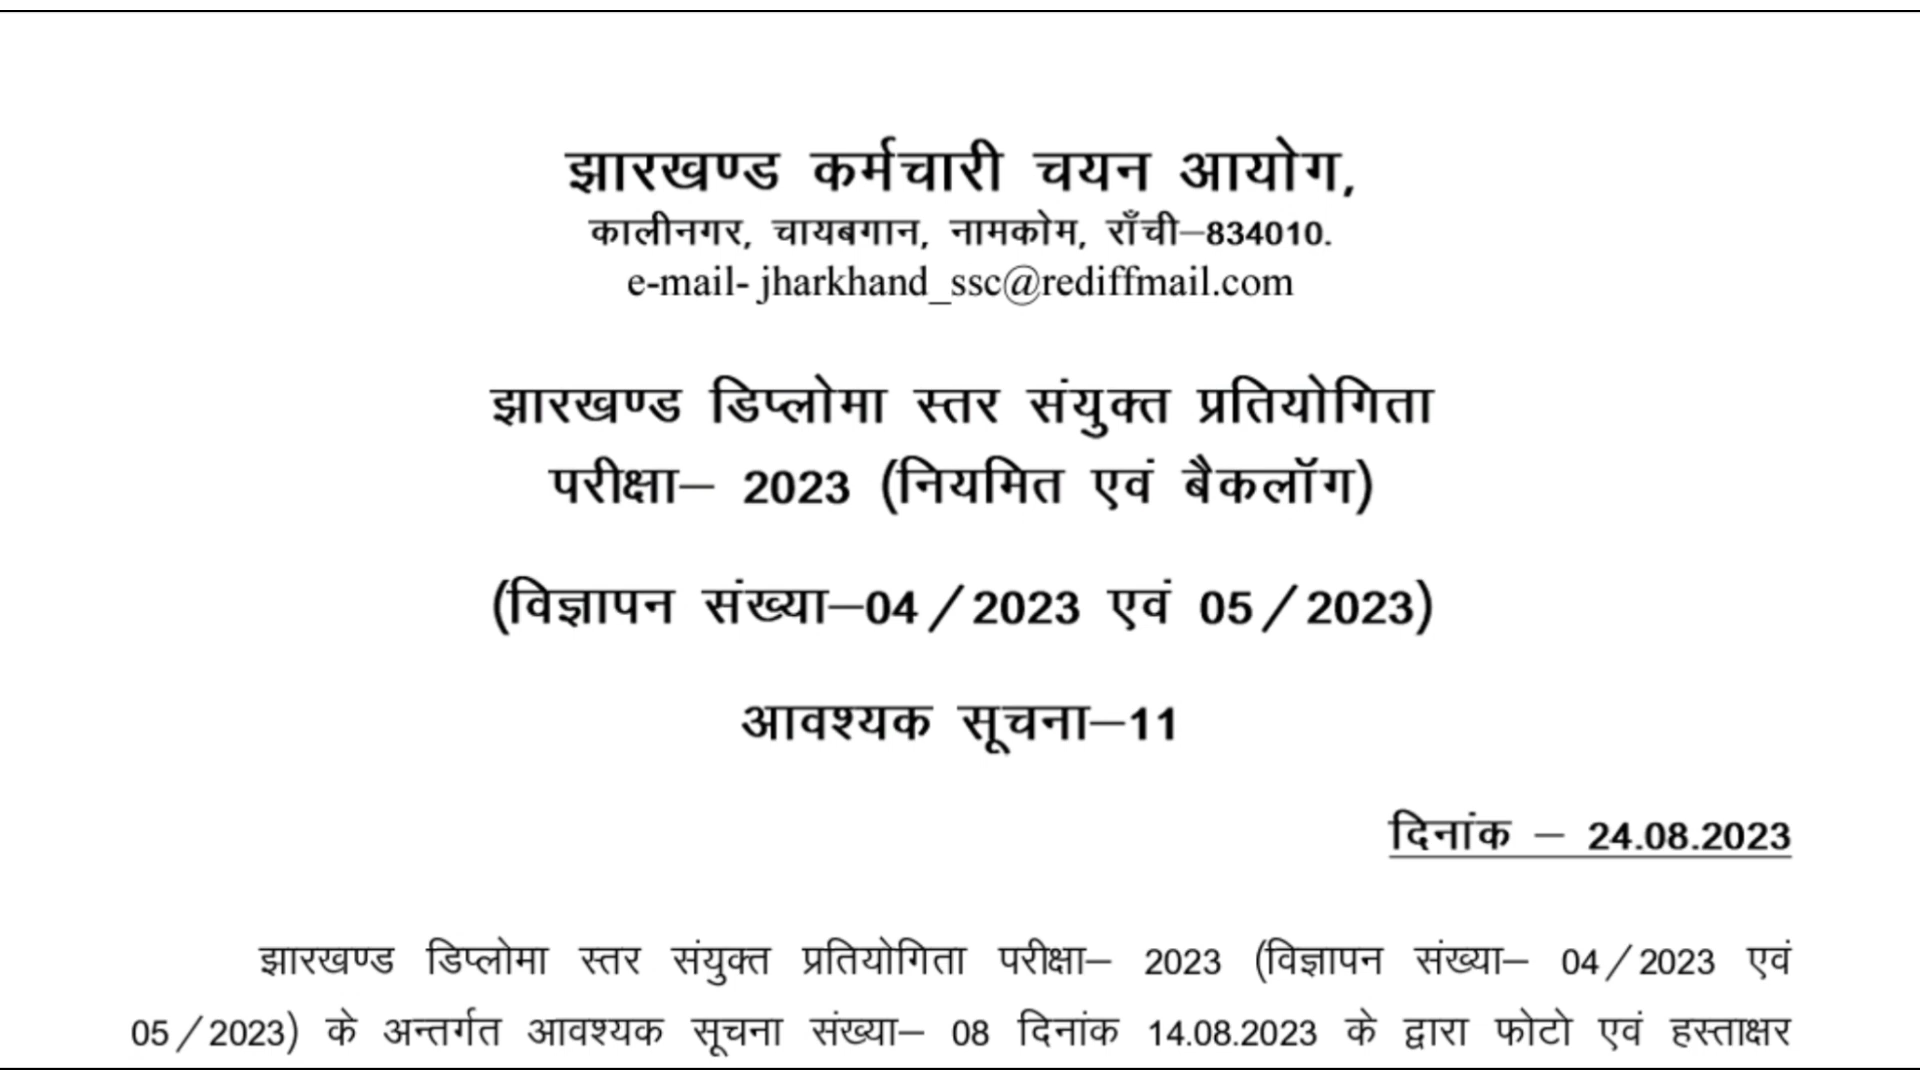 झारखण्ड कर्मचारी चयन आयोग,
कालीनगर, चायबगान, नामकोम, राँची–834010.
e-mail- jharkhand_ssc@rediffmail.com
झारखण्ड डिप्लोमा स्तर संयुक्त प्रतियोगिता
परीक्षा– 2023 (नियमित एवं बैकलॉग)
(विज्ञापन संख्या–04/2023 एवं 05/2023)
आवश्यक सूचना–11
दिनांक – 24.08.2023
झारखण्ड डिप्लोमा स्तर संयुक्त प्रतियोगिता परीक्षा– 2023 (विज्ञापन संख्या– 04/2023 एवं
05/2023) के अन्तर्गत आवश्यक सूचना संख्या– 08 दिनांक 14.08.2023 के द्वारा फोटो एवं हस्ताक्षर